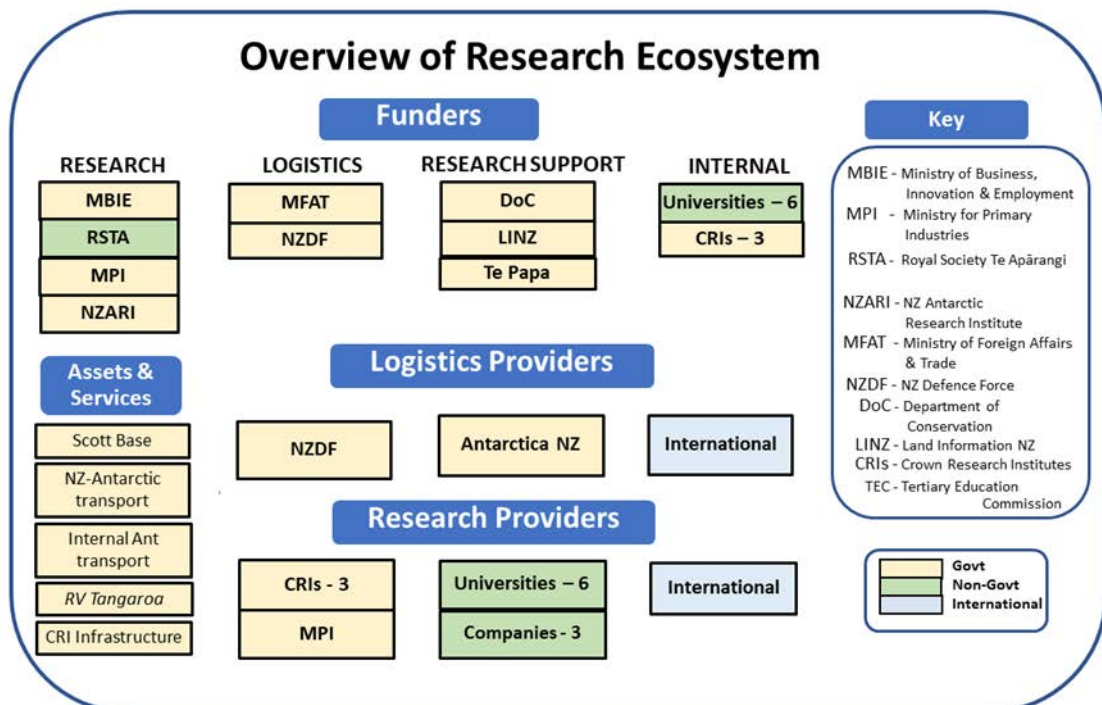 Overview of Research Ecosystem
Funders
RESEARCH
MBIE
RSTA
MPI
NZARI
LOGISTICS
MFAT
NZDF
RESEARCH SUPPORT
DoC
LINZ
Te Papa
INTERNAL
Universities – 6
CRIs – 3
Assets &
Services
Scott Base
NZ-Antarctic
transport
Internal Ant
transport
RV Tangaroa
CRI Infrastructure
Logistics Providers
NZDF
Antarctica NZ
International
Research Providers
CRIs - 3
MPI
Universities – 6
Companies - 3
International
Key
MBIE - Ministry of Business,
Innovation & Employment
MPI - Ministry for Primary
Industries
RSTA - Royal Society Te Apārangi
NZARI - NZ Antarctic
Research Institute
MFAT - Ministry of Foreign Affairs
& Trade
NZDF - NZ Defence Force
DoC - Department of
Conservation
LINZ - Land Information NZ
CRIs - Crown Research Institutes
TEC - Tertiary Education
Commission
Govt
Non-Govt
International